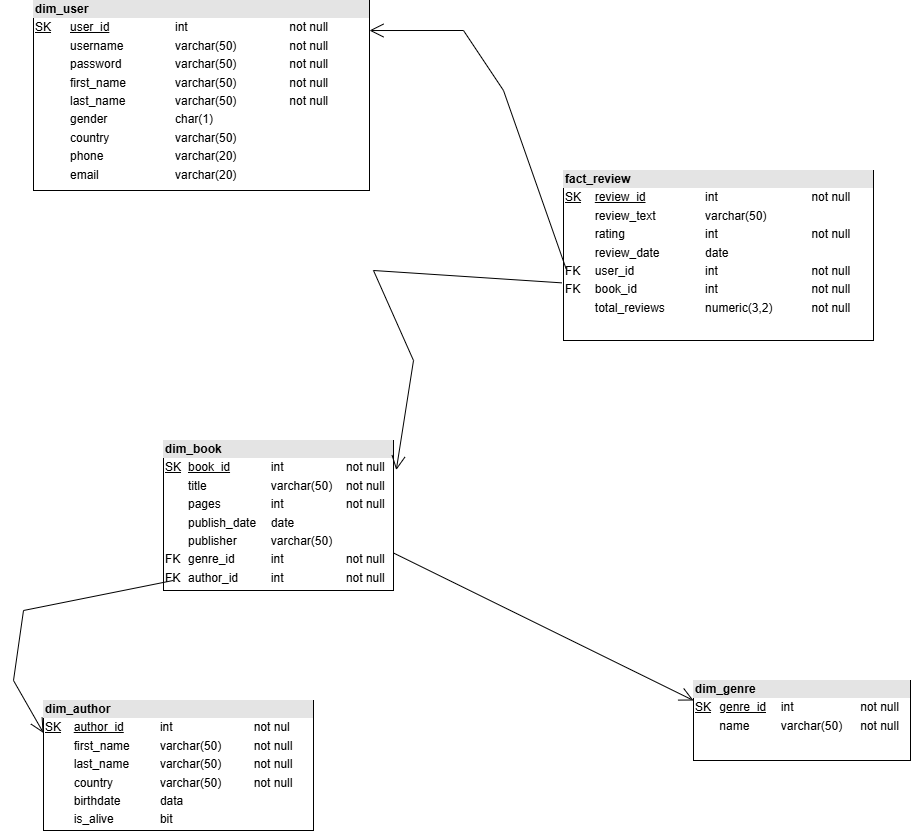 dim_user
SK user_id int not null
username varchar(50) not null
password varchar(50) not null
first_name varchar(50) not null
last_name varchar(50) not null
gender char(1)
country varchar(50)
phone varchar(20)
email varchar(20)
fact_review
SK review_id int not null
review_text varchar(50)
rating int not null
review_date date
FK user_id int not null
FK book_id int not null
total_reviews numeric(3,2) not null
dim_book
SK book_id int not null
title varchar(50) not null
pages int not null
publish_date date
publisher varchar(50)
FK genre_id int not null
FK author_id int not null
dim_author
SK author_id int not nul
first_name varchar(50) not null
last_name varchar(50) not null
country varchar(50) not null
birthdate data
is_alive bit
dim_genre
SK genre_id int not null
name varchar(50) not null